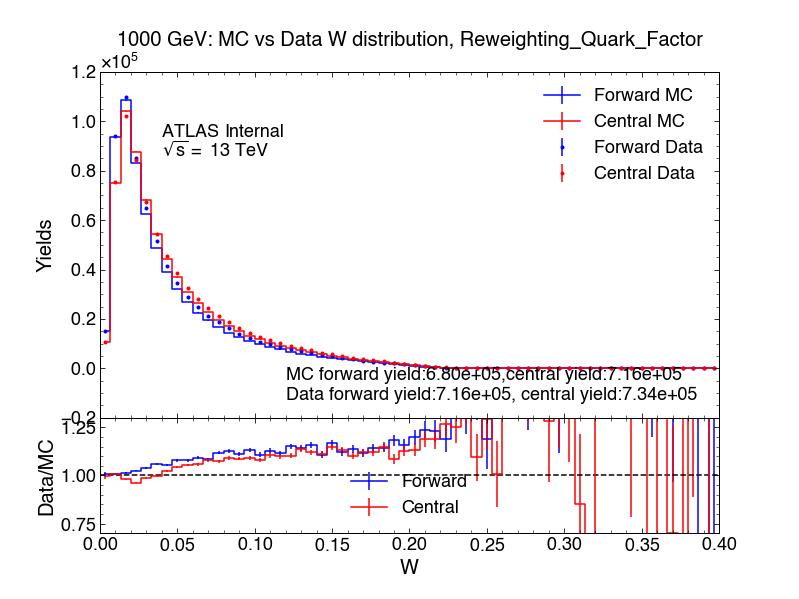 1000 GeV: MC vs Data W distribution, Reweighting_Quark_Factor
×10⁵
1.2
1.0
0.8
0.6
0.4
0.2
0.0
−0.2
Yields
ATLAS Internal
√s = 13 TeV
Forward MC
Central MC
Forward Data
Central Data
MC forward yield:6.80e+05,central yield:7.16e+05
Data forward yield:7.16e+05, central yield:7.34e+05
1.25
1.00
0.75
Data/MC
Forward
Central
0.00 0.05 0.10 0.15 0.20 0.25 0.30 0.35 0.40
W